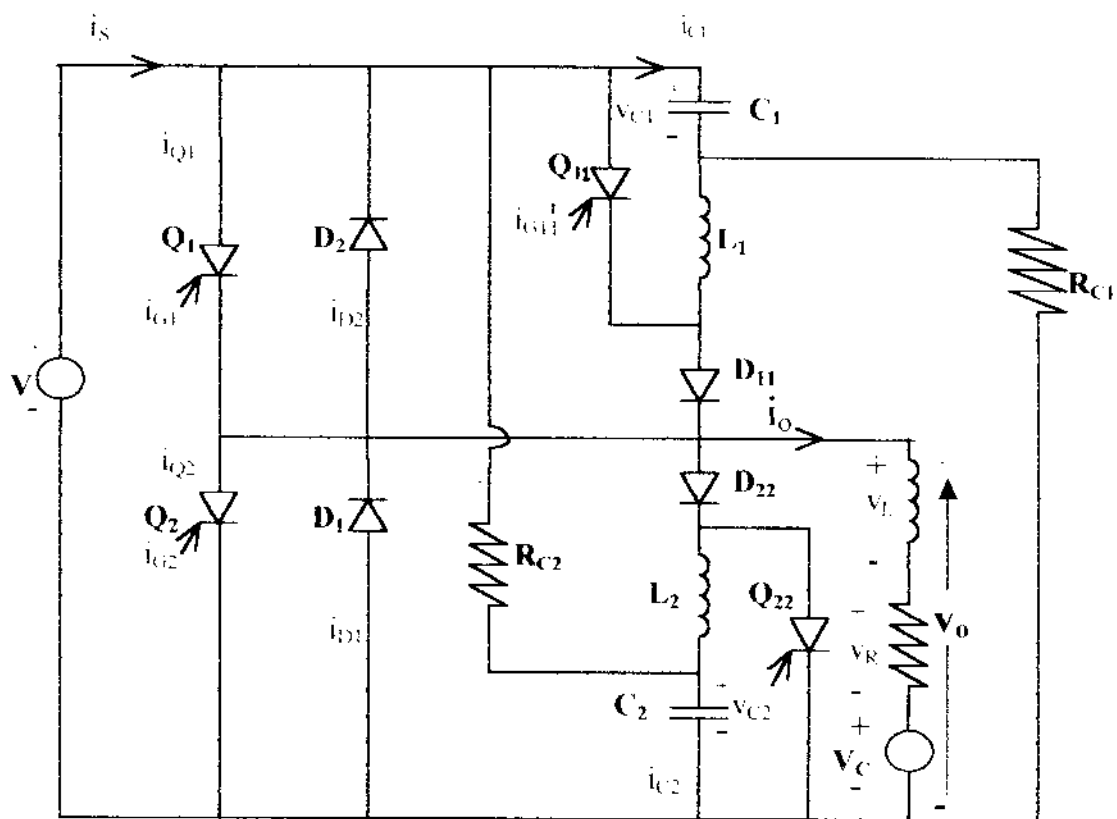 i_S
i_C1
+
v_C1
-
C_1
i_Q1
Q_11
i_G11
L_1
Q_1
D_2
R_C1
i_G1
i_D2
V
-
D_11
i_O
i_Q2
D_22
+
v_L
-
Q_2
D_1
i_G2
R_C2
L_2
Q_22
+
v_R
-
V_0
i_D1
C_2
+
v_C2
-
+
V_C
-
i_C2
-